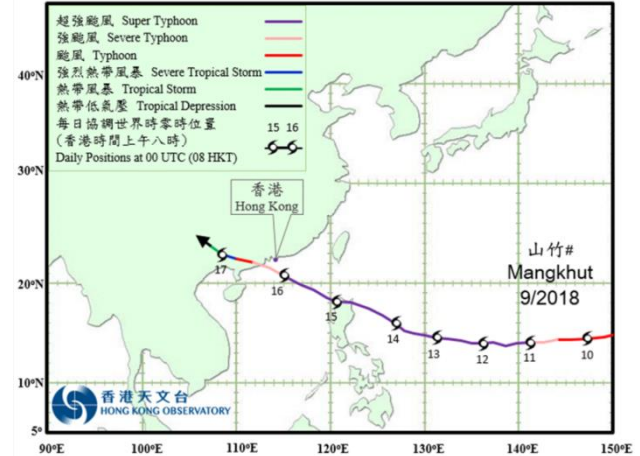 超強颱風 Super Typhoon
強颱風 Severe Typhoon
颱風 Typhoon
強烈熱帶風暴 Severe Tropical Storm
熱帶風暴 Tropical Storm
熱帶低氣壓 Tropical Depression
每日協調世界時零時位置
(香港時間上午八時)
Daily Positions at 00 UTC (08 HKT)
15 16
40°N
30°N
香港
Hong Kong
山竹#
Mangkhut
9/2018
17
16
20°N
15
14
13
12
11
10
10°N
香港天文台
HONG KONG OBSERVATORY
5°
90°E 100°E 110°E 120°E 130°E 140°E 150°E